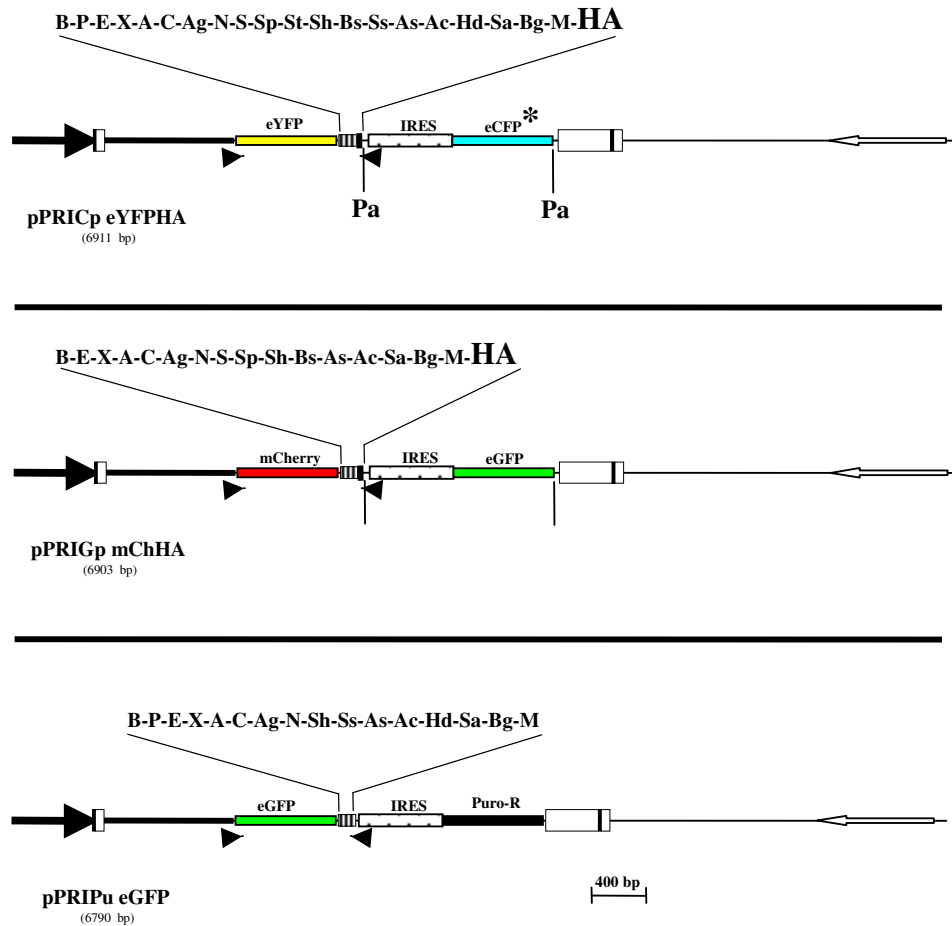 B-P-E-X-A-C-Ag-N-S-Sp-St-Sh-Bs-Ss-As-Ac-Hd-Sa-Bg-M-HA
eYFP IRES eCFP*
Pa Pa
pPRICp eYFPHA
(6911 bp)
B-E-X-A-C-Ag-N-S-Sp-Sh-Bs-As-Ac-Sa-Bg-M-HA
mCherry IRES eGFP
pPRIGp mChHA
(6903 bp)
B-P-E-X-A-C-Ag-N-Sh-Ss-As-Ac-Hd-Sa-Bg-M
eGFP IRES Puro-R
400 bp
pPRIPu eGFP
(6790 bp)